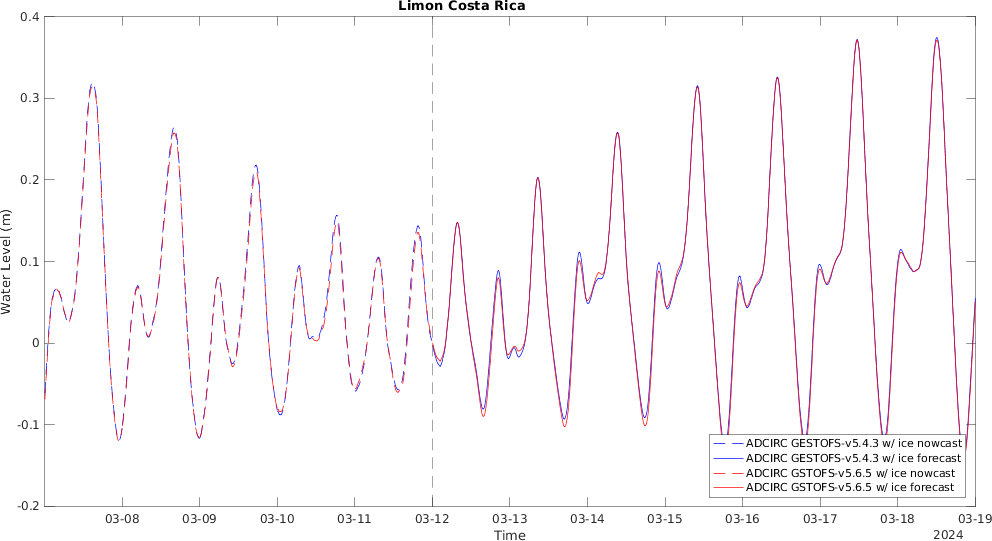 Limon Costa Rica
0.4
0.3
0.2
0.1
0
-0.1
-0.2
Water Level (m)
ADCIRC GESTOFS-v5.4.3 w/ ice nowcast
ADCIRC GESTOFS-v5.4.3 w/ ice forecast
ADCIRC GSTOFS-v5.6.5 w/ ice nowcast
ADCIRC GSTOFS-v5.6.5 w/ ice forecast
03-08 03-09 03-10 03-11 03-12 03-13 03-14 03-15 03-16 03-17 03-18 03-19
Time
2024